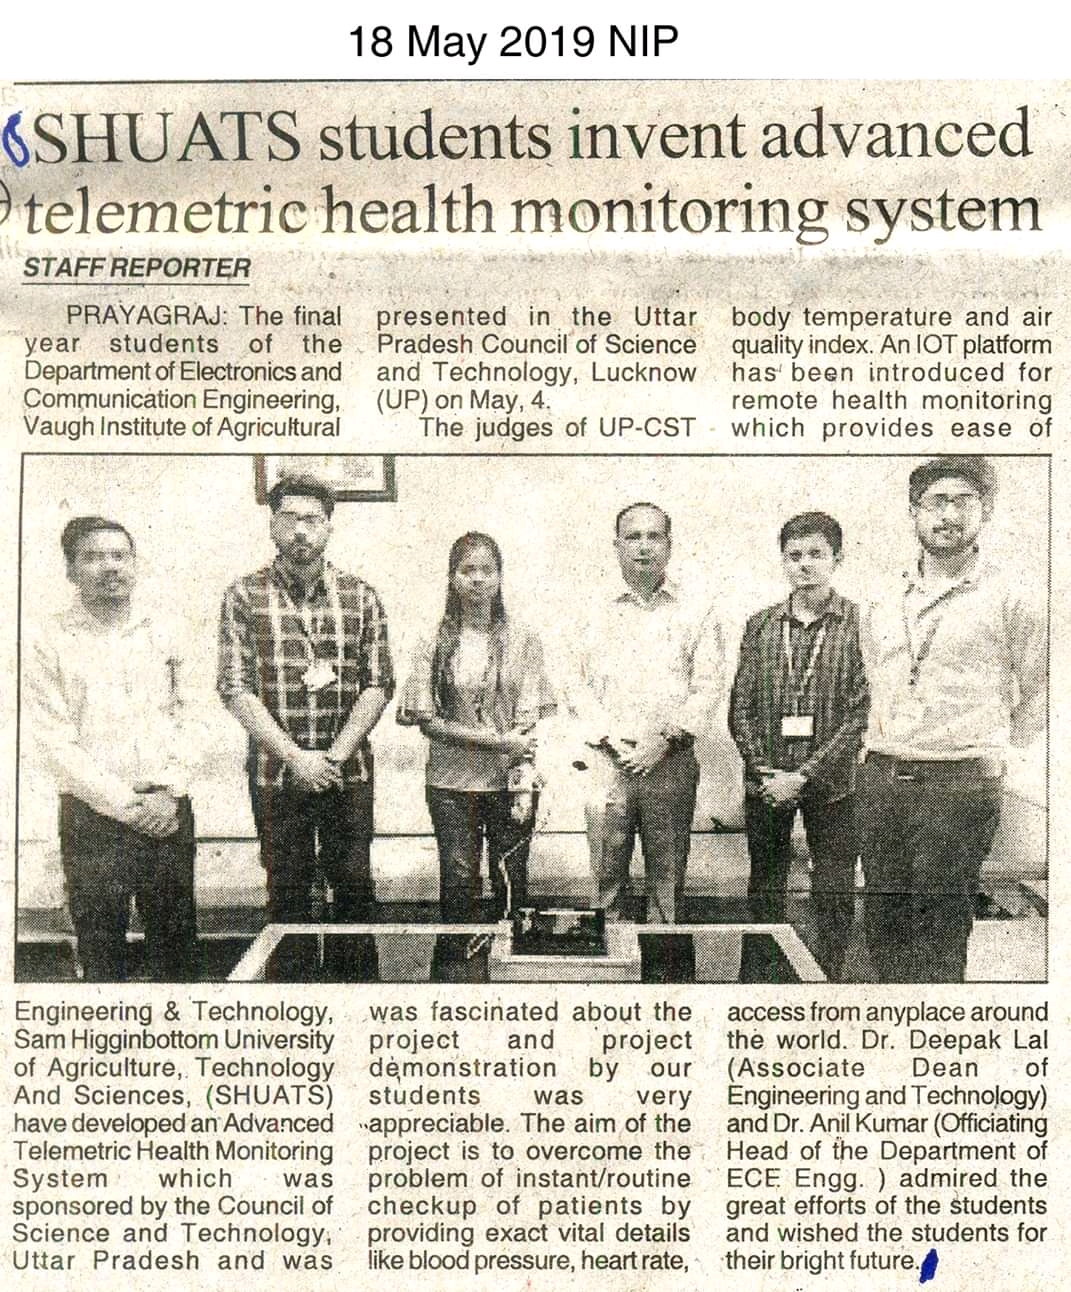 18 May 2019 NIP
SHUATS students invent advanced
telemetric health monitoring system
STAFF REPORTER
PRAYAGRAJ: The final
year students of the
Department of Electronics and
Communication Engineering,
Vaugh Institute of Agricultural
Engineering & Technology,
Sam Higginbottom University
of Agriculture, Technology
And Sciences, (SHUATS)
have developed an Advanced
Telemetric Health Monitoring
System which was
sponsored by the Council of
Science and Technology,
Uttar Pradesh and was
presented in the Uttar
Pradesh Council of Science
and Technology, Lucknow
(UP) on May, 4.
The judges of UP-CST
was fascinated about the
project and project
demonstration by our
students was very
appreciable. The aim of the
project is to overcome the
problem of instant/routine
checkup of patients by
providing exact vital details
like blood pressure, heart rate,
body temperature and air
quality index. An IOT platform
has been introduced for
remote health monitoring
which provides ease of
access from anyplace around
the world. Dr. Deepak Lal
(Associate Dean of
Engineering and Technology)
and Dr. Anil Kumar (Officiating
Head of the Department of
ECE Engg. ) admired the
great efforts of the students
and wished the students for
their bright future.